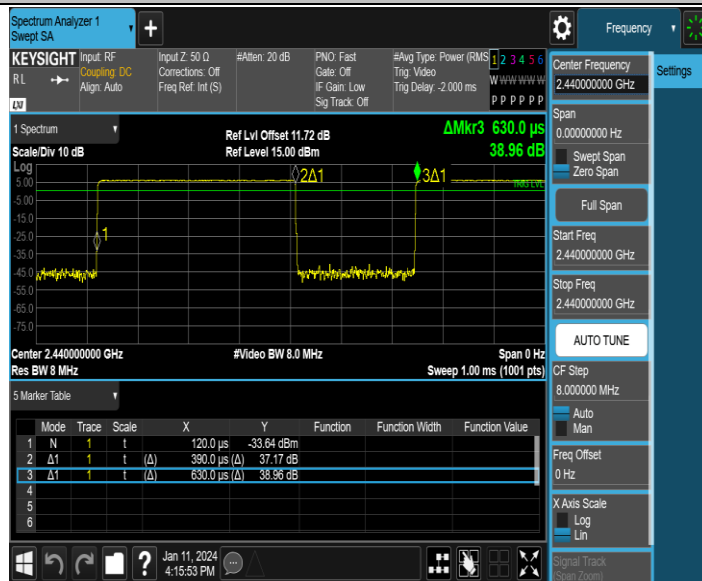 Spectrum Analyzer 1
Swept SA
Frequency
KEYSIGHT
RL
LXI
Input: RF
Coupling: DC
Align: Auto
Input Z: 50 Ω
Corrections: Off
Freq Ref: Int (S)
#Atten: 20 dB
PNO: Fast
Gate: Off
IF Gain: Low
Sig Track: Off
#Avg Type: Power (RMS
Trig: Video
Trig Delay: -2.000 ms
1 2 3 4 5 6
W W W W W W
P P P P P P
1 Spectrum
Scale/Div 10 dB
Ref Lvl Offset 11.72 dB
Ref Level 15.00 dBm
ΔMkr3 630.0 µs
38.96 dB
Log
5.00
-5.00
-15.0
-25.0
-35.0
-45.0
-55.0
-65.0
-75.0
1
2Δ1
3Δ1
TRIG LVL
Center 2.440000000 GHz
#Video BW 8.0 MHz
Span 0 Hz
Res BW 8 MHz
Sweep 1.00 ms (1001 pts)
5 Marker Table
Mode Trace Scale X Y Function Function Width Function Value
1 N 1 t 120.0 µs -33.64 dBm
2 Δ1 1 t (Δ) 390.0 µs (Δ) 37.17 dB
3 Δ1 1 t (Δ) 630.0 µs (Δ) 38.96 dB
4
5
6
Jan 11, 2024
4:15:53 PM
Center Frequency
2.440000000 GHz
Settings
Span
0.00000000 Hz
Swept Span
Zero Span
Full Span
Start Freq
2.440000000 GHz
Stop Freq
2.440000000 GHz
AUTO TUNE
CF Step
8.000000 MHz
Auto
Man
Freq Offset
0 Hz
X Axis Scale
Log
Lin
Signal Track
(Span Zoom)